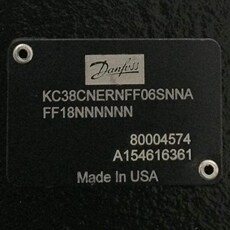 Danfoss
KC38CNERNFF06SNNA
FF18NNNNNN
80004574
A154616361
Made In USA